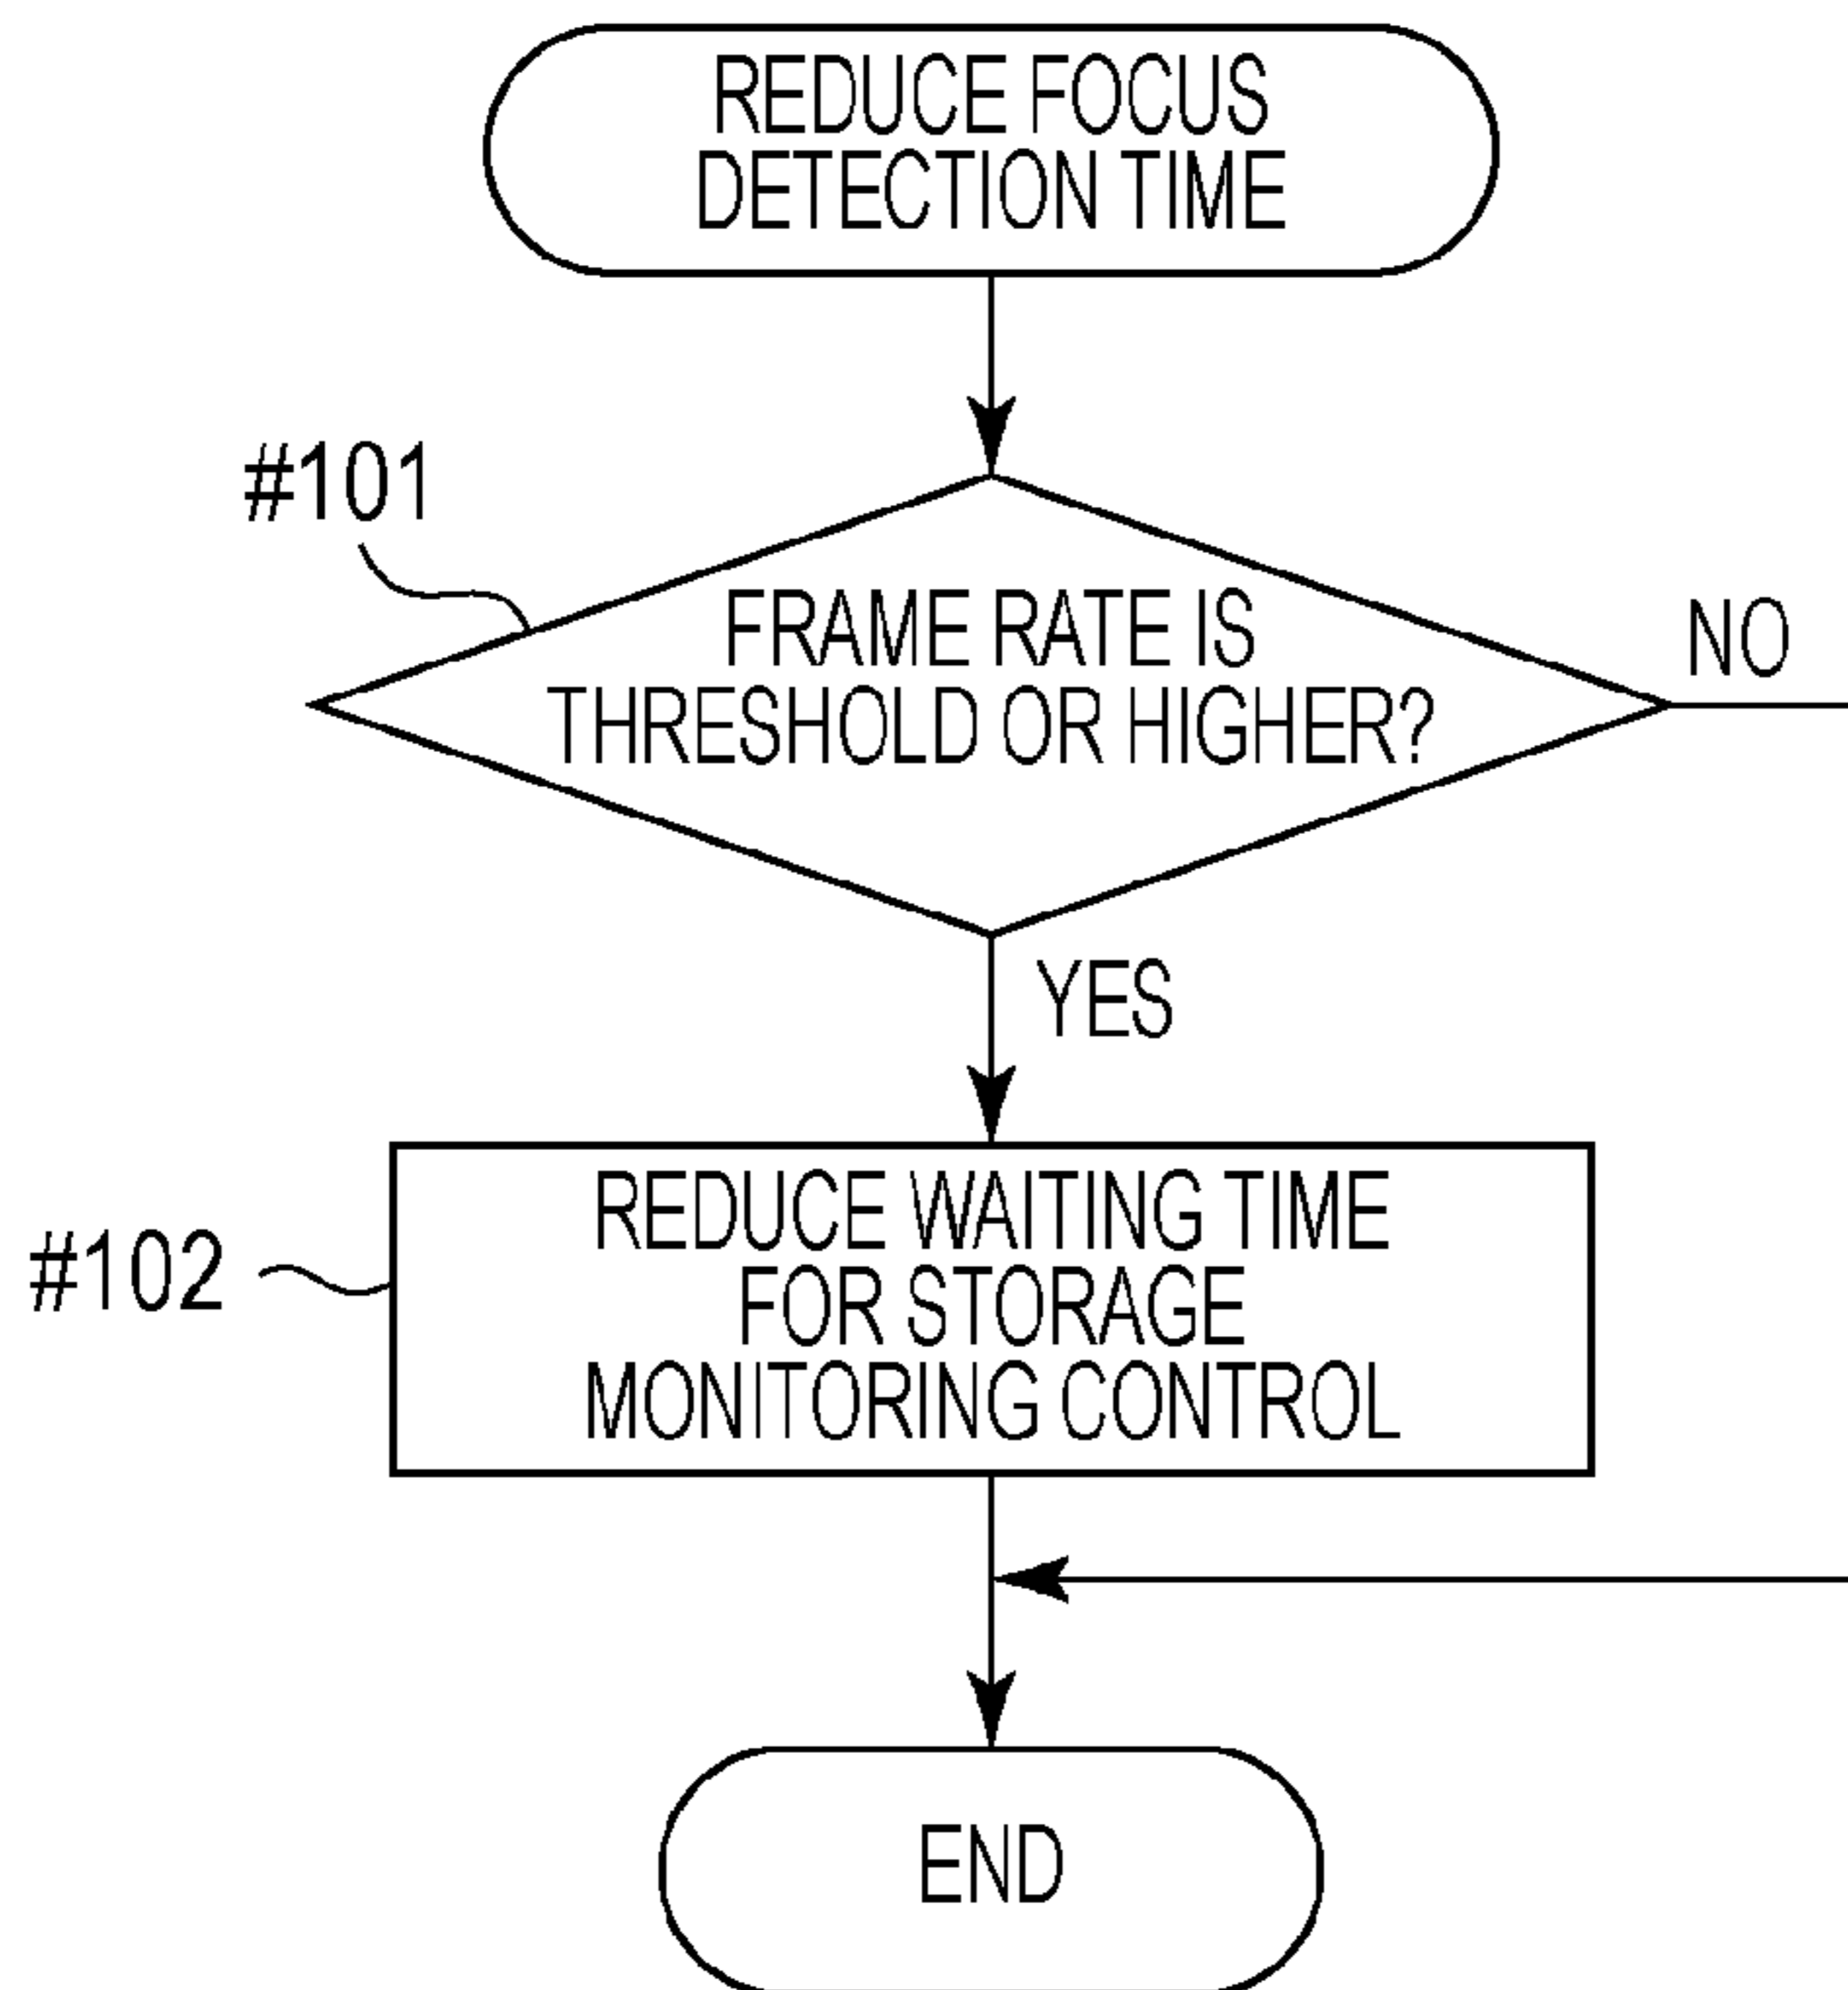 REDUCE FOCUS
DETECTION TIME
#101
FRAME RATE IS
THRESHOLD OR HIGHER?
NO
YES
#102
REDUCE WAITING TIME
FOR STORAGE
MONITORING CONTROL
END